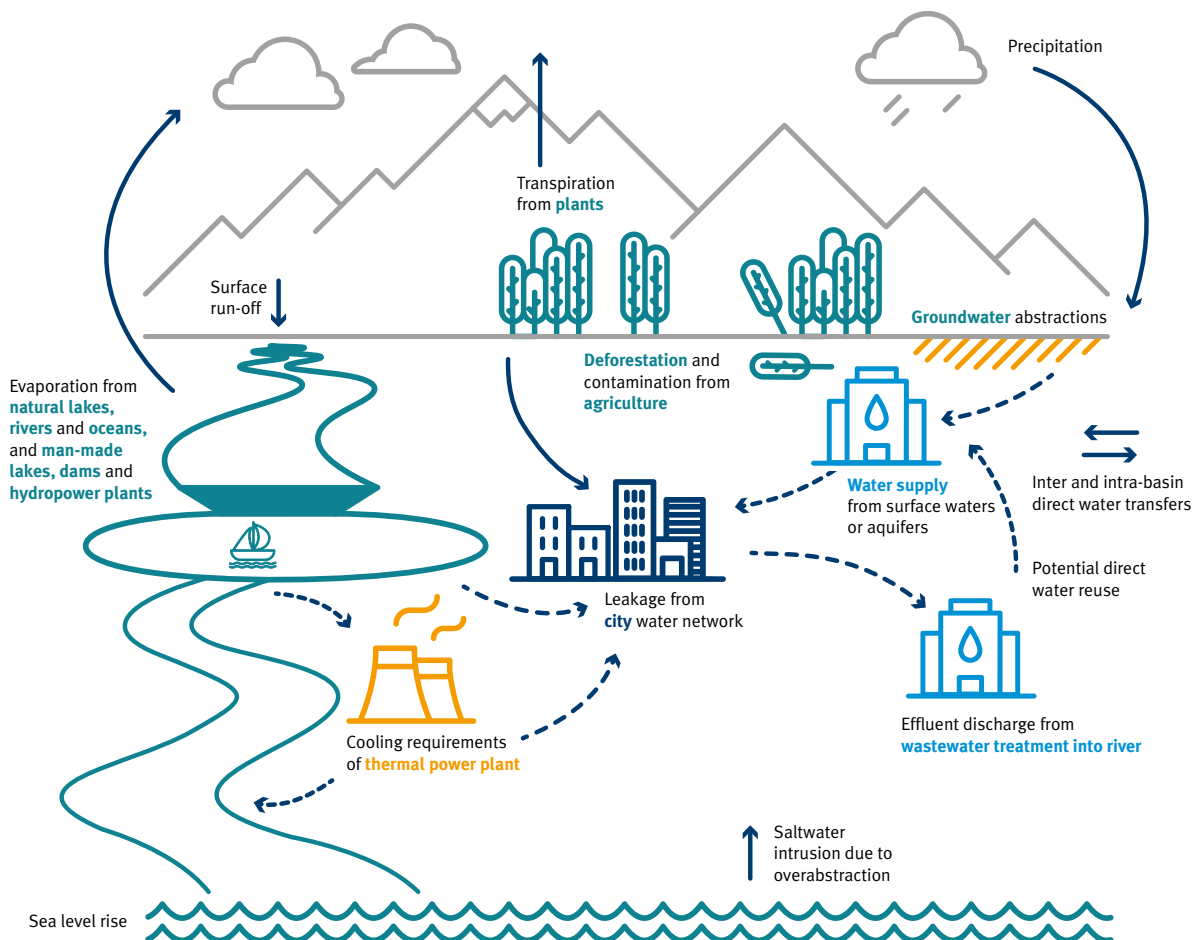 Precipitation
Transpiration
from plants
Surface
run-off
Groundwater abstractions
Deforestation and
contamination from
agriculture
Evaporation from
natural lakes,
rivers and oceans,
and man-made
lakes, dams and
hydropower plants
Water supply
from surface waters
or aquifers
Inter and intra-basin
direct water transfers
Potential direct
water reuse
Leakage from
city water network
Effluent discharge from
wastewater treatment into river
Cooling requirements
of thermal power plant
Saltwater
intrusion due to
overabstraction
Sea level rise